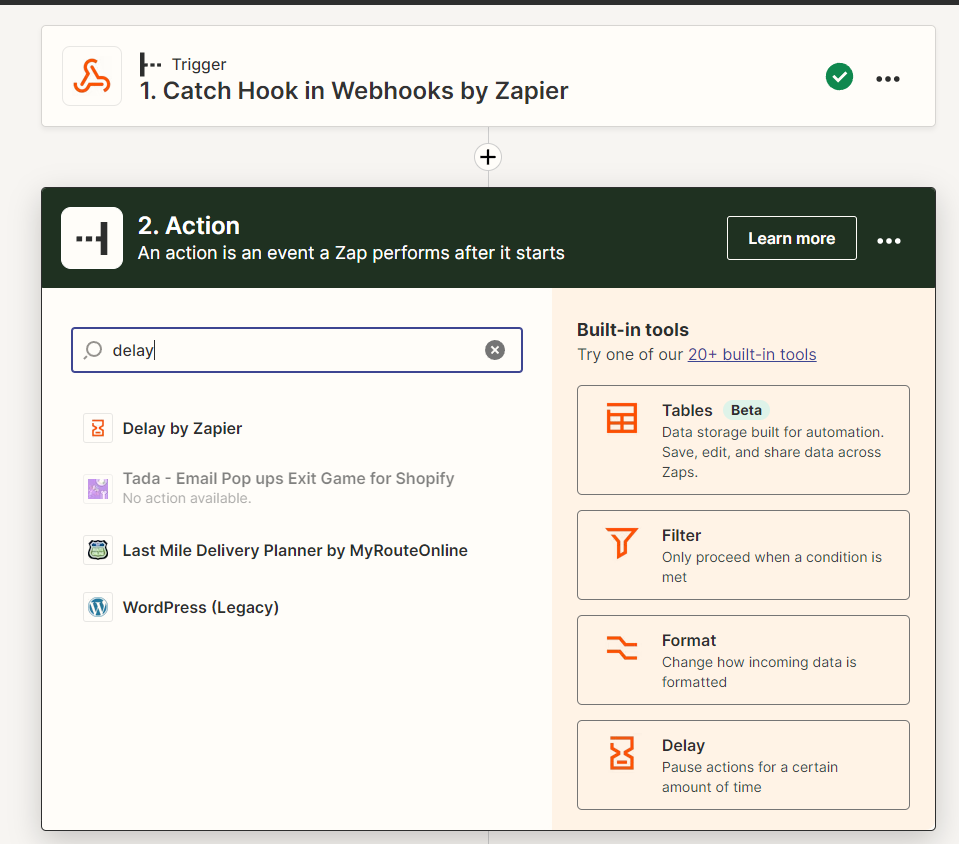 Trigger
1. Catch Hook in Webhooks by Zapier
2. Action
An action is an event a Zap performs after it starts
Learn more
delay
Delay by Zapier
Tada - Email Pop ups Exit Game for Shopify
No action available.
Last Mile Delivery Planner by MyRouteOnline
WordPress (Legacy)
Built-in tools
Try one of our 20+ built-in tools
Tables Beta
Data storage built for automation.
Save, edit, and share data across
Zaps.
Filter
Only proceed when a condition is
met
Format
Change how incoming data is
formatted
Delay
Pause actions for a certain
amount of time